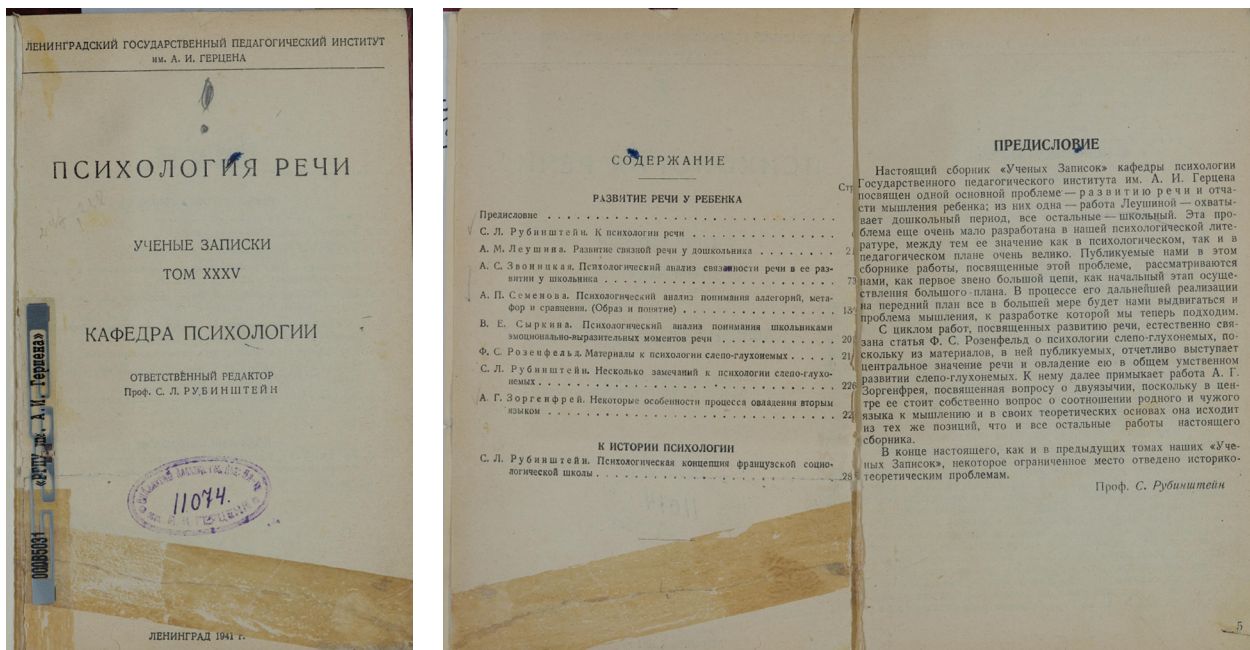 ЛЕНИНГРАДСКИЙ ГОСУДАРСТВЕННЫЙ ПЕДАГОГИЧЕСКИЙ ИНСТИТУТ
им. А. И. ГЕРЦЕНА
ПСИХОЛОГИЯ РЕЧИ
УЧЕНЫЕ ЗАПИСКИ
ТОМ XXXV
КАФЕДРА ПСИХОЛОГИИ
ОТВЕТСТВЕННЫЙ РЕДАКТОР
Проф. С. Л. РУБИНШТЕЙН
11074.
ЛЕНИНГРАД 1941 г.
СОДЕРЖАНИЕ
Стр
РАЗВИТИЕ РЕЧИ У РЕБЕНКА
Предисловие
С. Л. Рубинштейн. К психологии речи
А. М. Леушина. Развитие связной речи у дошкольника
А. С. Звоницкая. Психологический анализ связанности речи в ее раз-
витии у школьника 73
А. П. Семенова. Психологический анализ понимания аллегорий, мета-
фор и сравнения. (Образ и понятие)
В. Е. Сыркина. Психологический анализ понимания школьниками
эмоционально-выразительных моментов речи
Ф. С. Розенфельд. Материалы к психологии слепо-глухонемых
С. Л. Рубинштейн. Несколько замечаний к психологии слепо-глухо-
немых
А. Г. Зоргенфрей. Некоторые особенности процесса овладения вторым
языком
К ИСТОРИИ ПСИХОЛОГИИ
С. Л. Рубинштейн. Психологическая концепция французской социо-
логической школы
ПРЕДИСЛОВИЕ
Настоящий сборник «Ученых Записок» кафедры психологии
Государственного педагогического института им. А. И. Герцена
посвящен одной основной проблеме — развитию речи и отча-
сти мышления ребенка; из них одна — работа Леушиной — охваты-
вает дошкольный период, все остальные — школьный. Эта про-
блема еще очень мало разработана в нашей психологической лите-
ратуре, между тем ее значение как в психологическом, так и в
педагогическом плане очень велико. Публикуемые нами в этом
сборнике работы, посвященные этой проблеме, рассматриваются
нами, как первое звено большой цепи, как начальный этап осуще-
ствления большого плана. В процессе его дальнейшей реализации
на передний план все в большей мере будет нами выдвигаться и
проблема мышления, к разработке которой мы теперь подходим.
С циклом работ, посвященных развитию речи, естественно свя-
зана статья Ф. С. Розенфельд о психологии слепо-глухонемых, по-
скольку из материалов, в ней публикуемых, отчетливо выступает
центральное значение речи и овладение ею в общем умственном
развитии слепо-глухонемых. К нему далее примыкает работа А. Г.
Зоргенфрея, посвященная вопросу о двуязычии, поскольку в цен-
тре ее стоит собственно вопрос о соотношении родного и чужого
языка к мышлению и в своих теоретических основах она исходит
из тех же позиций, что и все остальные работы настоящего
сборника.
В конце настоящего, как и в предыдущих томах наших «Уче-
ных Записок», некоторое ограниченное место отведено историко-
теоретическим проблемам.
Проф. С. Рубинштейн
5